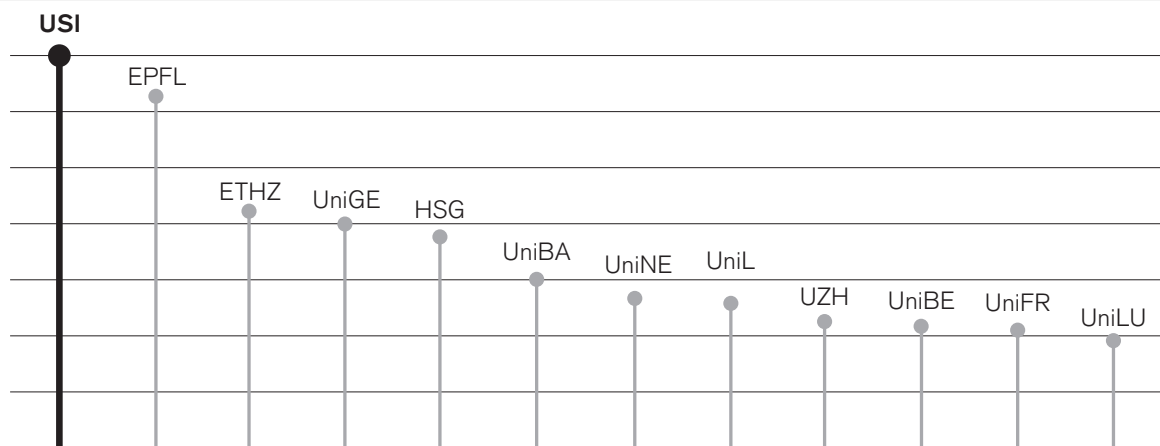 USI
EPFL
ETHZ
UniGE
HSG
UniBA
UniNE
UniL
UZH
UniBE
UniFR
UniLU